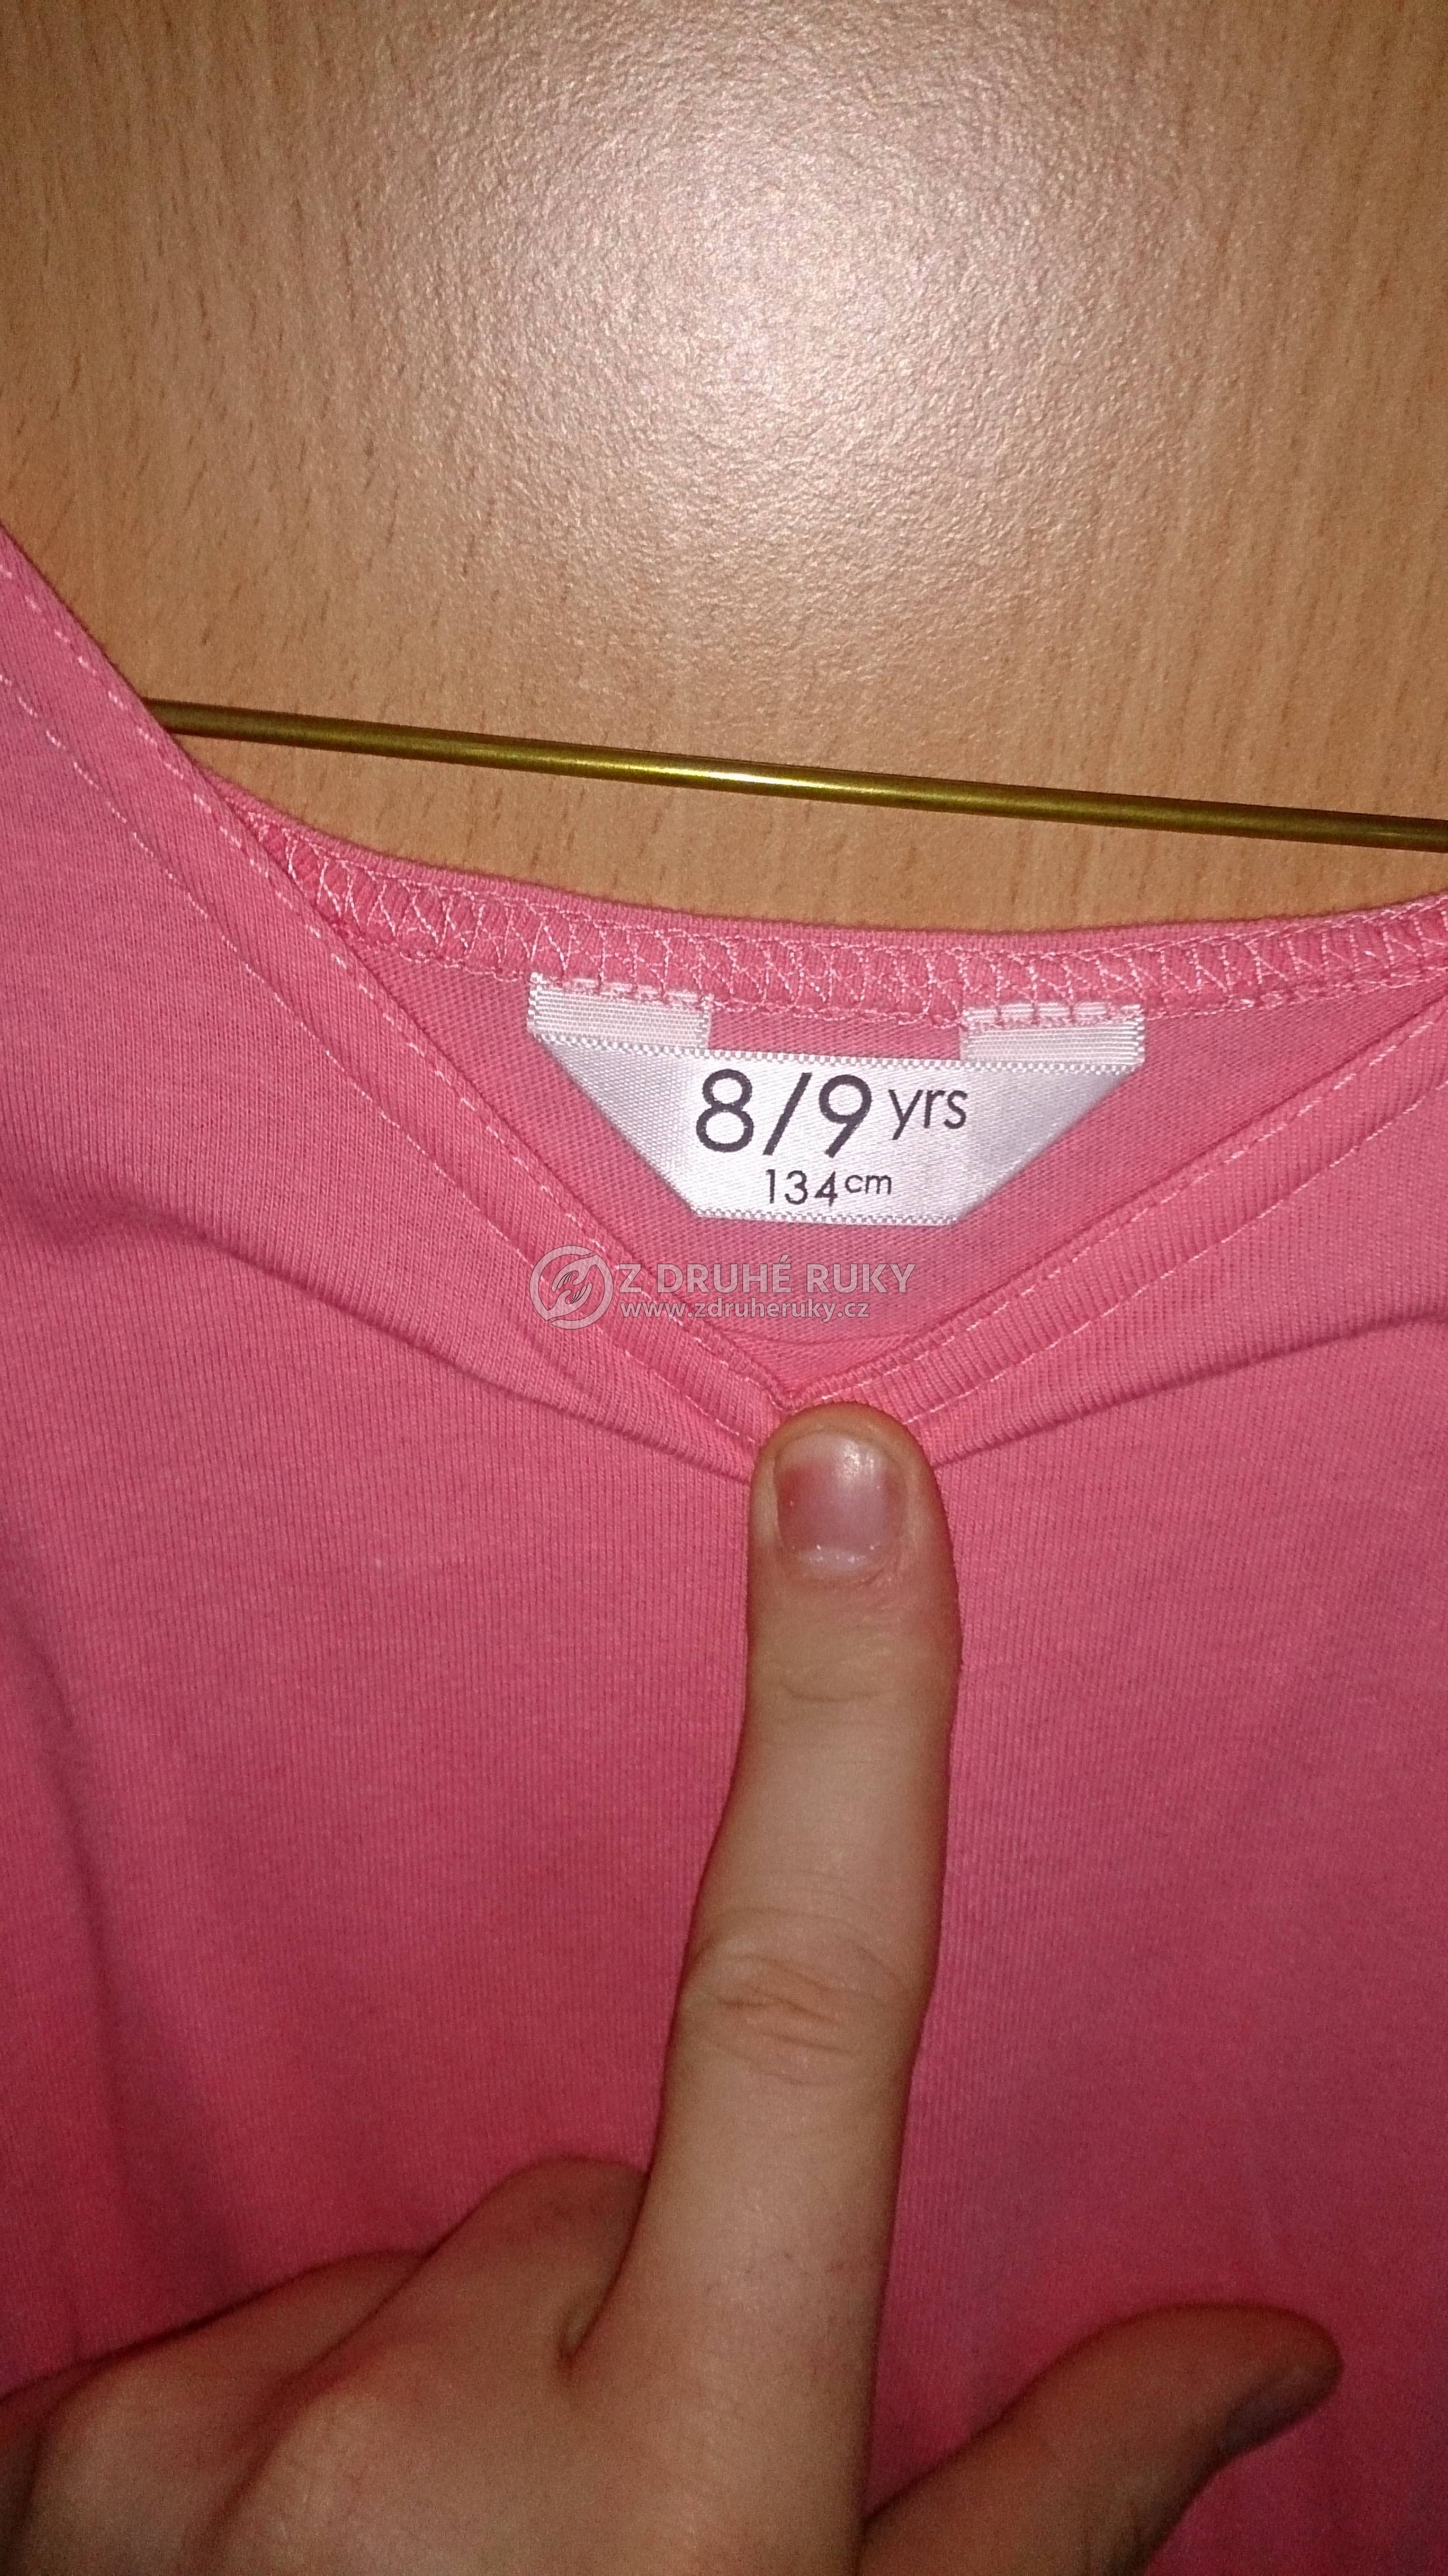 8/9 yrs
134cm
Z DRUHÉ RUKY
www.zdruheruky.cz